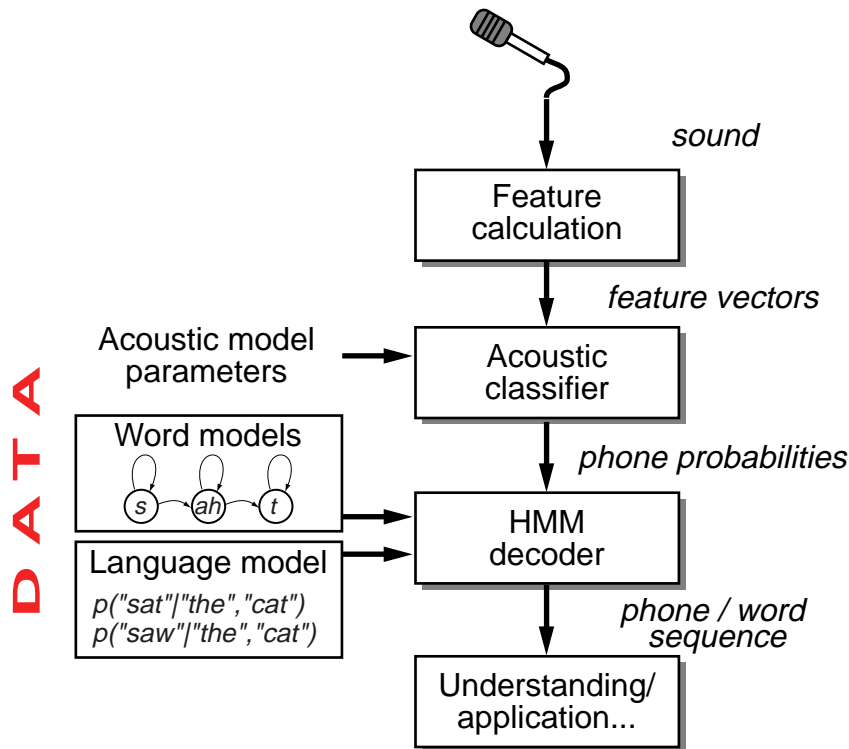 sound
Feature
calculation
feature vectors
Acoustic model
parameters
Acoustic
classifier
DATA
Word models
s ah t
phone probabilities
HMM
decoder
Language model
p("sat"|"the","cat")
p("saw"|"the","cat")
phone / word
sequence
Understanding/
application...